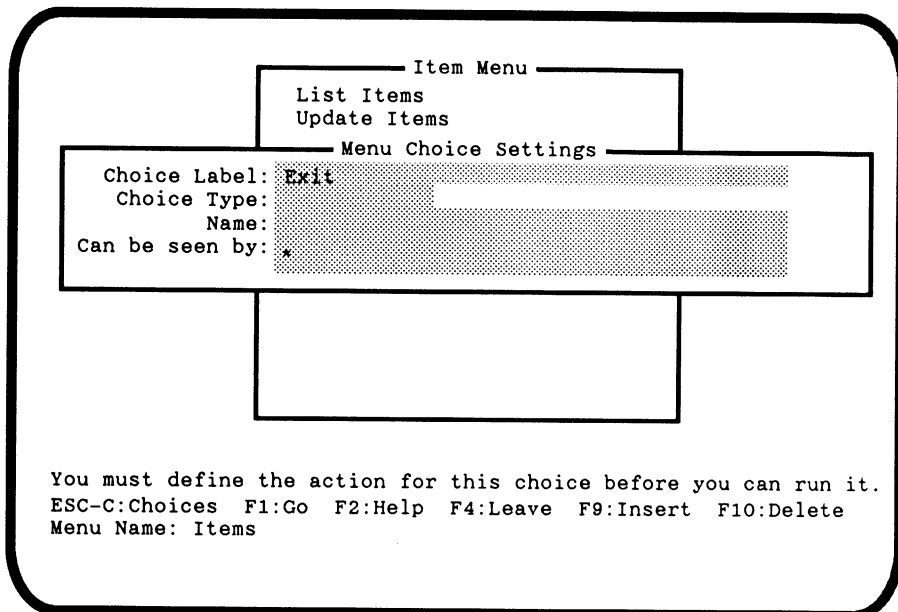 Item Menu
List Items
Update Items
Menu Choice Settings
Choice Label: Exit
Choice Type:
Name:
Can be seen by: *
You must define the action for this choice before you can run it.
ESC-C:Choices F1:Go F2:Help F4:Leave F9:Insert F10:Delete
Menu Name: Items